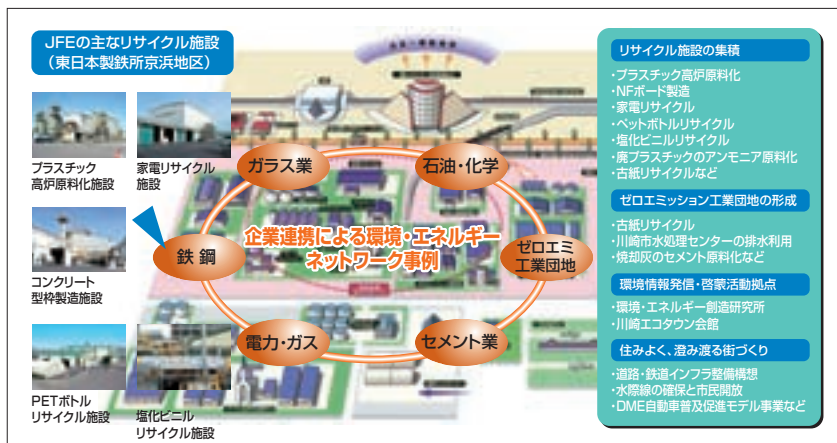 JFEの主なリサイクル施設
（東日本製鉄所京浜地区）
プラスチック
高炉原料化施設
家電リサイクル
施設
コンクリート
型枠製造施設
PETボトル
リサイクル施設
塩化ビニル
リサイクル施設
ガラス業
石油・化学
鉄 鋼
企業連携による環境・エネルギー
ネットワーク事例
ゼロエミ
工業団地
電力・ガス
セメント業
リサイクル施設の集積
・プラスチック高炉原料化
・NFボード製造
・家電リサイクル
・ペットボトルリサイクル
・塩化ビニルリサイクル
・廃プラスチックのアンモニア原料化
・古紙リサイクルなど
ゼロエミッション工業団地の形成
・古紙リサイクル
・川崎市水処理センターの排水利用
・焼却灰のセメント原料化など
環境情報発信・啓蒙活動拠点
・環境・エネルギー創造研究所
・川崎エコタウン会館
住みよく、澄み渡る街づくり
・道路・鉄道インフラ整備構想
・水際線の確保と市民開放
・DME自動車普及促進モデル事業など